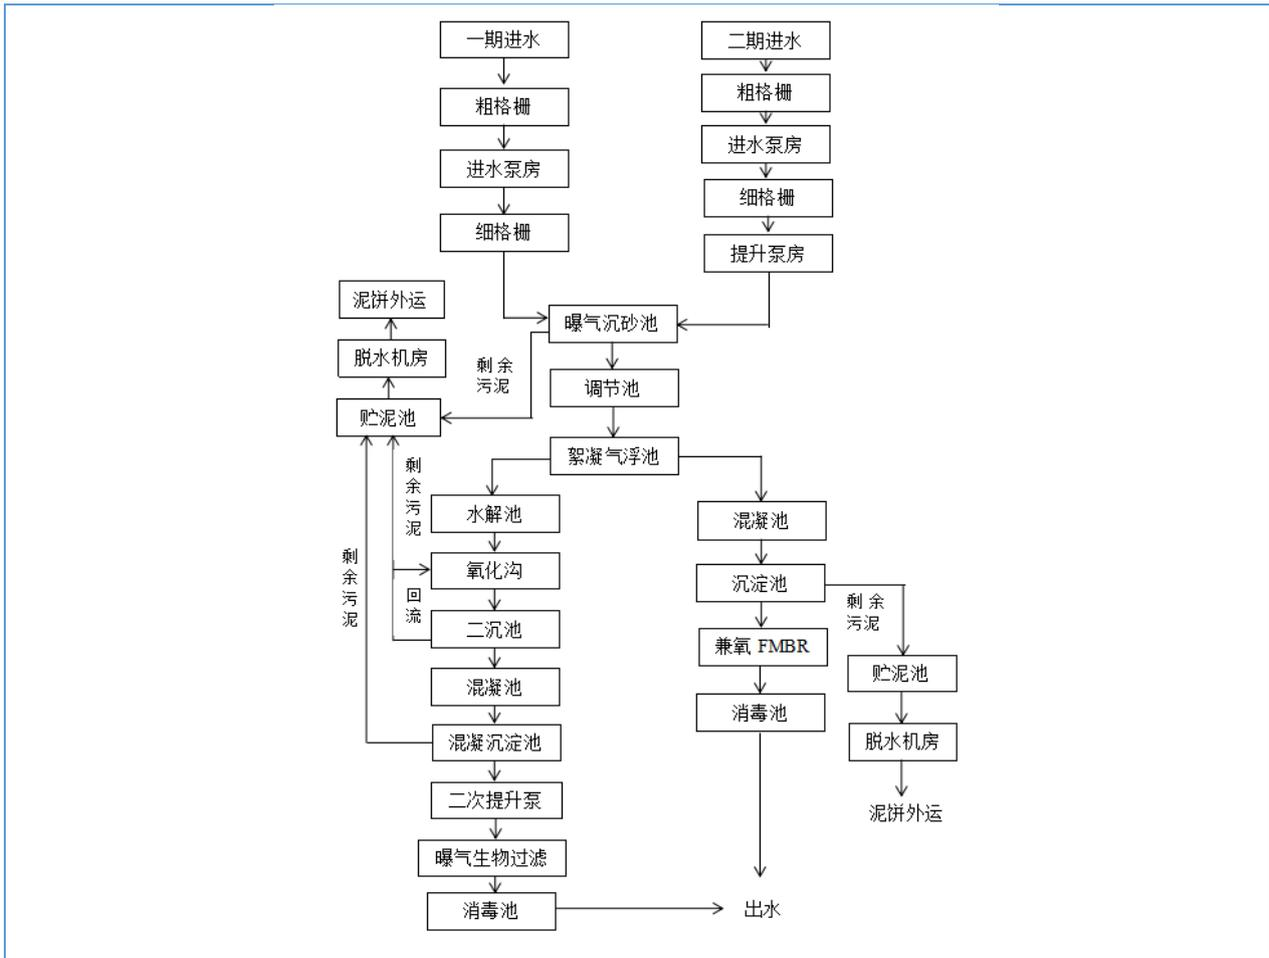 一期进水
二期进水
粗格栅
粗格栅
进水泵房
进水泵房
细格栅
细格栅
提升泵房
泥饼外运
曝气沉砂池
脱水机房
剩余
污泥
调节池
贮泥池
絮凝气浮池
剩
余
污
泥
水解池
混凝池
氧化沟
沉淀池
剩
余
污
泥
回
流
剩余
污泥
二沉池
兼氧 FMBR
贮泥池
混凝池
消毒池
混凝沉淀池
脱水机房
二次提升泵
泥饼外运
曝气生物过滤
消毒池
出水